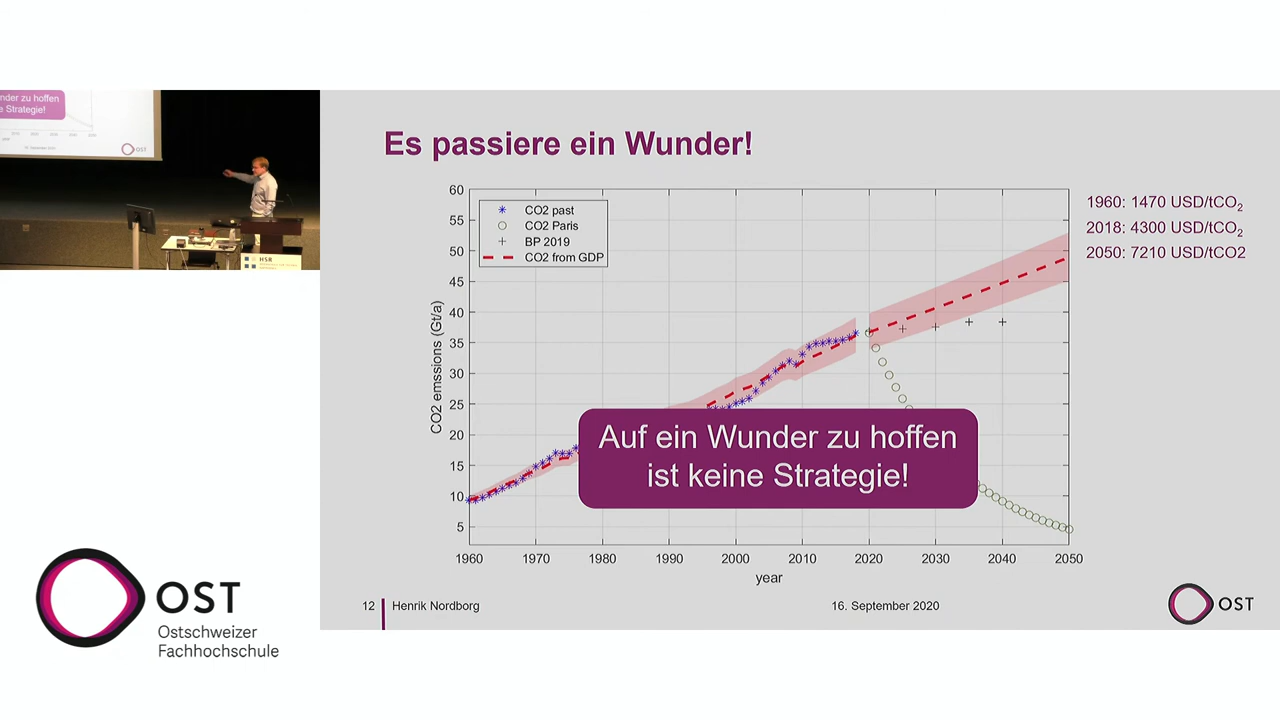 nder zu hoffen
e Strategie!
OST
HSR
Es passiere ein Wunder!
60
55
50
45
40
35
30
25
20
15
10
5
CO2 emssions (Gt/a)
CO2 past
CO2 Paris
BP 2019
CO2 from GDP
1960: 1470 USD/tCO2
2018: 4300 USD/tCO2
2050: 7210 USD/tCO2
Auf ein Wunder zu hoffen
ist keine Strategie!
1960 1970 1980 1990 2000 2010 2020 2030 2040 2050
year
12 Henrik Nordborg 16. September 2020 OST
OST
Ostschweizer
Fachhochschule